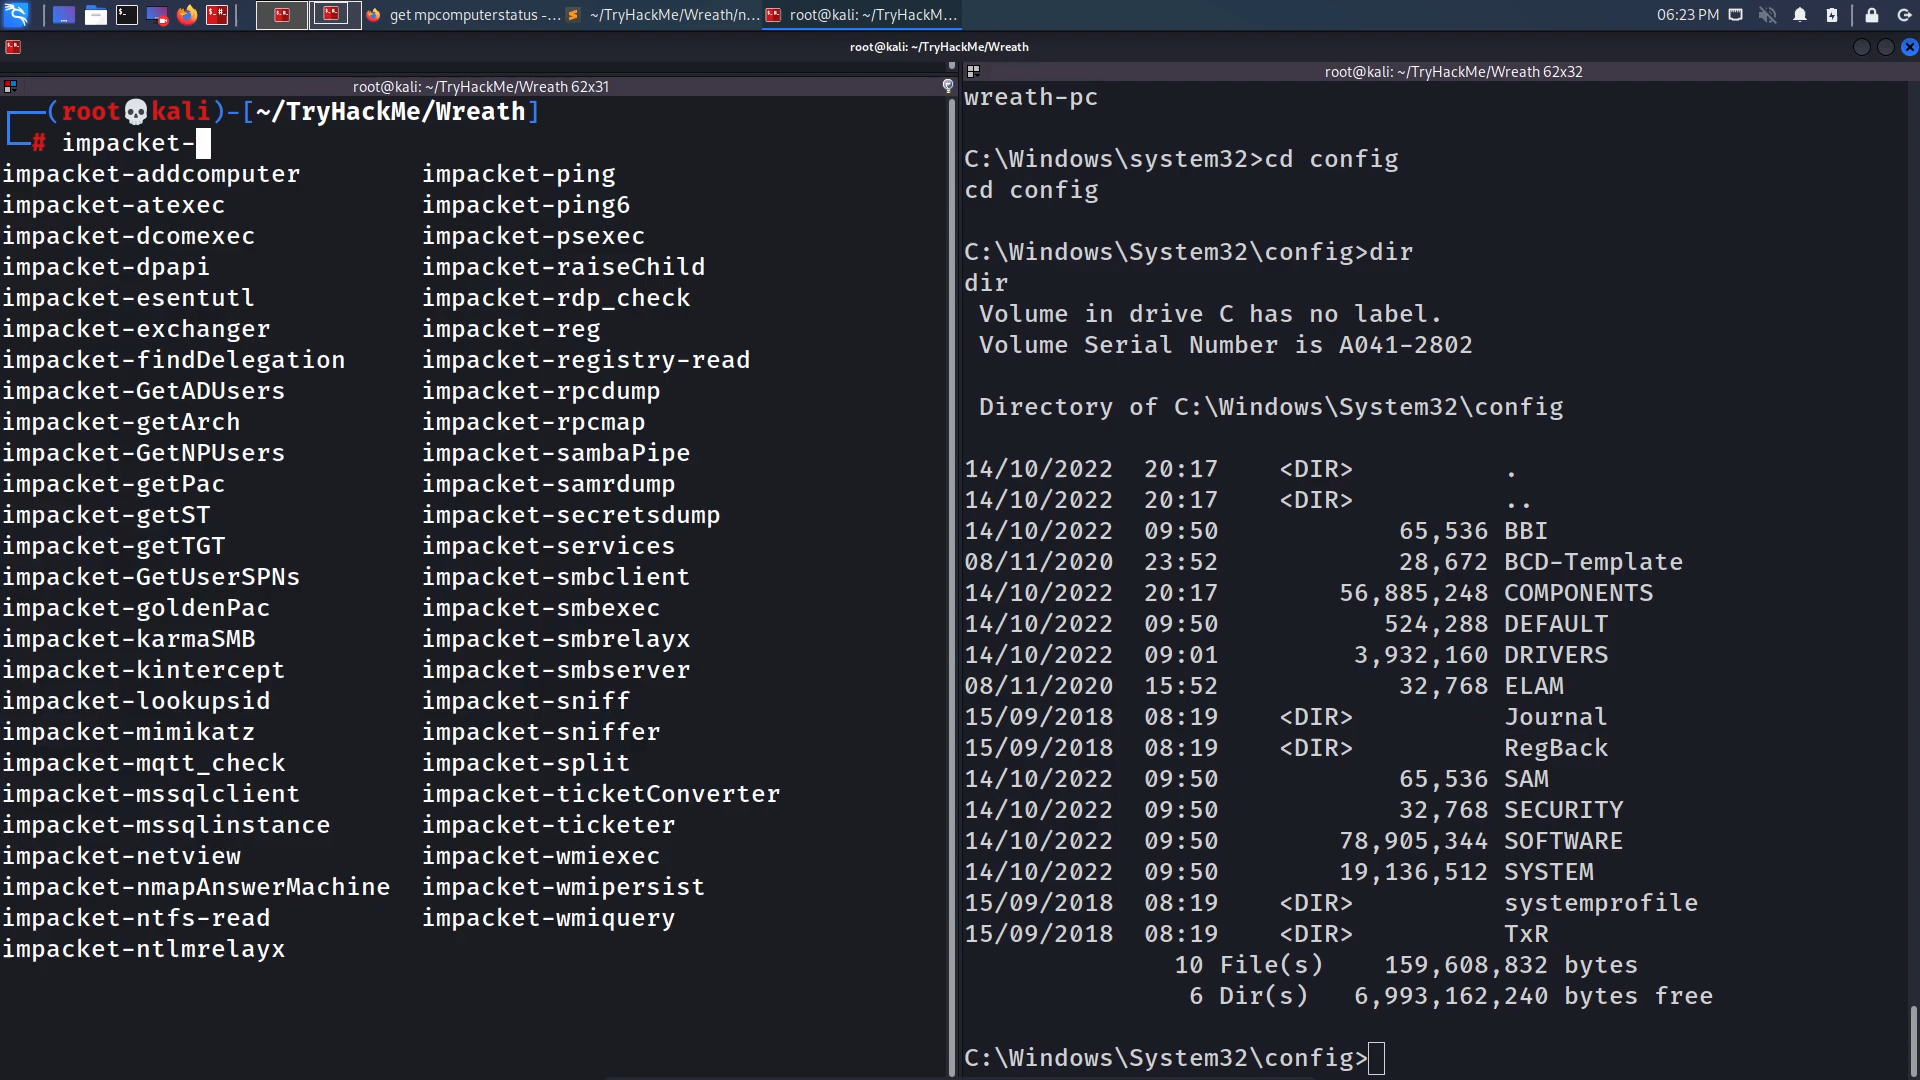 get mpcomputerstatus -...
~/TryHackMe/Wreath/n...
root@kali: ~/TryHackM...
06:23 PM
root@kali: ~/TryHackMe/Wreath
root@kali: ~/TryHackMe/Wreath 62x31
(root💀kali)-[~/TryHackMe/Wreath]
# impacket-
impacket-addcomputer impacket-ping
impacket-atexec impacket-ping6
impacket-dcomexec impacket-psexec
impacket-dpapi impacket-raiseChild
impacket-esentutl impacket-rdp_check
impacket-exchanger impacket-reg
impacket-findDelegation impacket-registry-read
impacket-GetADUsers impacket-rpcdump
impacket-getArch impacket-rpcmap
impacket-GetNPUsers impacket-sambaPipe
impacket-getPac impacket-samrdump
impacket-getST impacket-secretsdump
impacket-getTGT impacket-services
impacket-GetUserSPNs impacket-smbclient
impacket-goldenPac impacket-smbexec
impacket-karmaSMB impacket-smbrelayx
impacket-kintercept impacket-smbserver
impacket-lookupsid impacket-sniff
impacket-mimikatz impacket-sniffer
impacket-mqtt_check impacket-split
impacket-mssqlclient impacket-ticketConverter
impacket-mssqlinstance impacket-ticketer
impacket-netview impacket-wmiexec
impacket-nmapAnswerMachine impacket-wmipersist
impacket-ntfs-read impacket-wmiquery
impacket-ntlmrelayx
root@kali: ~/TryHackMe/Wreath 62x32
wreath-pc
C:\Windows\system32>cd config
cd config
C:\Windows\System32\config>dir
dir
Volume in drive C has no label.
Volume Serial Number is A041-2802
Directory of C:\Windows\System32\config
14/10/2022 20:17 <DIR> .
14/10/2022 20:17 <DIR> ..
14/10/2022 09:50 65,536 BBI
08/11/2020 23:52 28,672 BCD-Template
14/10/2022 20:17 56,885,248 COMPONENTS
14/10/2022 09:50 524,288 DEFAULT
14/10/2022 09:01 3,932,160 DRIVERS
08/11/2020 15:52 32,768 ELAM
15/09/2018 08:19 <DIR> Journal
15/09/2018 08:19 <DIR> RegBack
14/10/2022 09:50 65,536 SAM
14/10/2022 09:50 32,768 SECURITY
14/10/2022 09:50 78,905,344 SOFTWARE
14/10/2022 09:50 19,136,512 SYSTEM
15/09/2018 08:19 <DIR> systemprofile
15/09/2018 08:19 <DIR> TxR
10 File(s) 159,608,832 bytes
6 Dir(s) 6,993,162,240 bytes free
C:\Windows\System32\config>